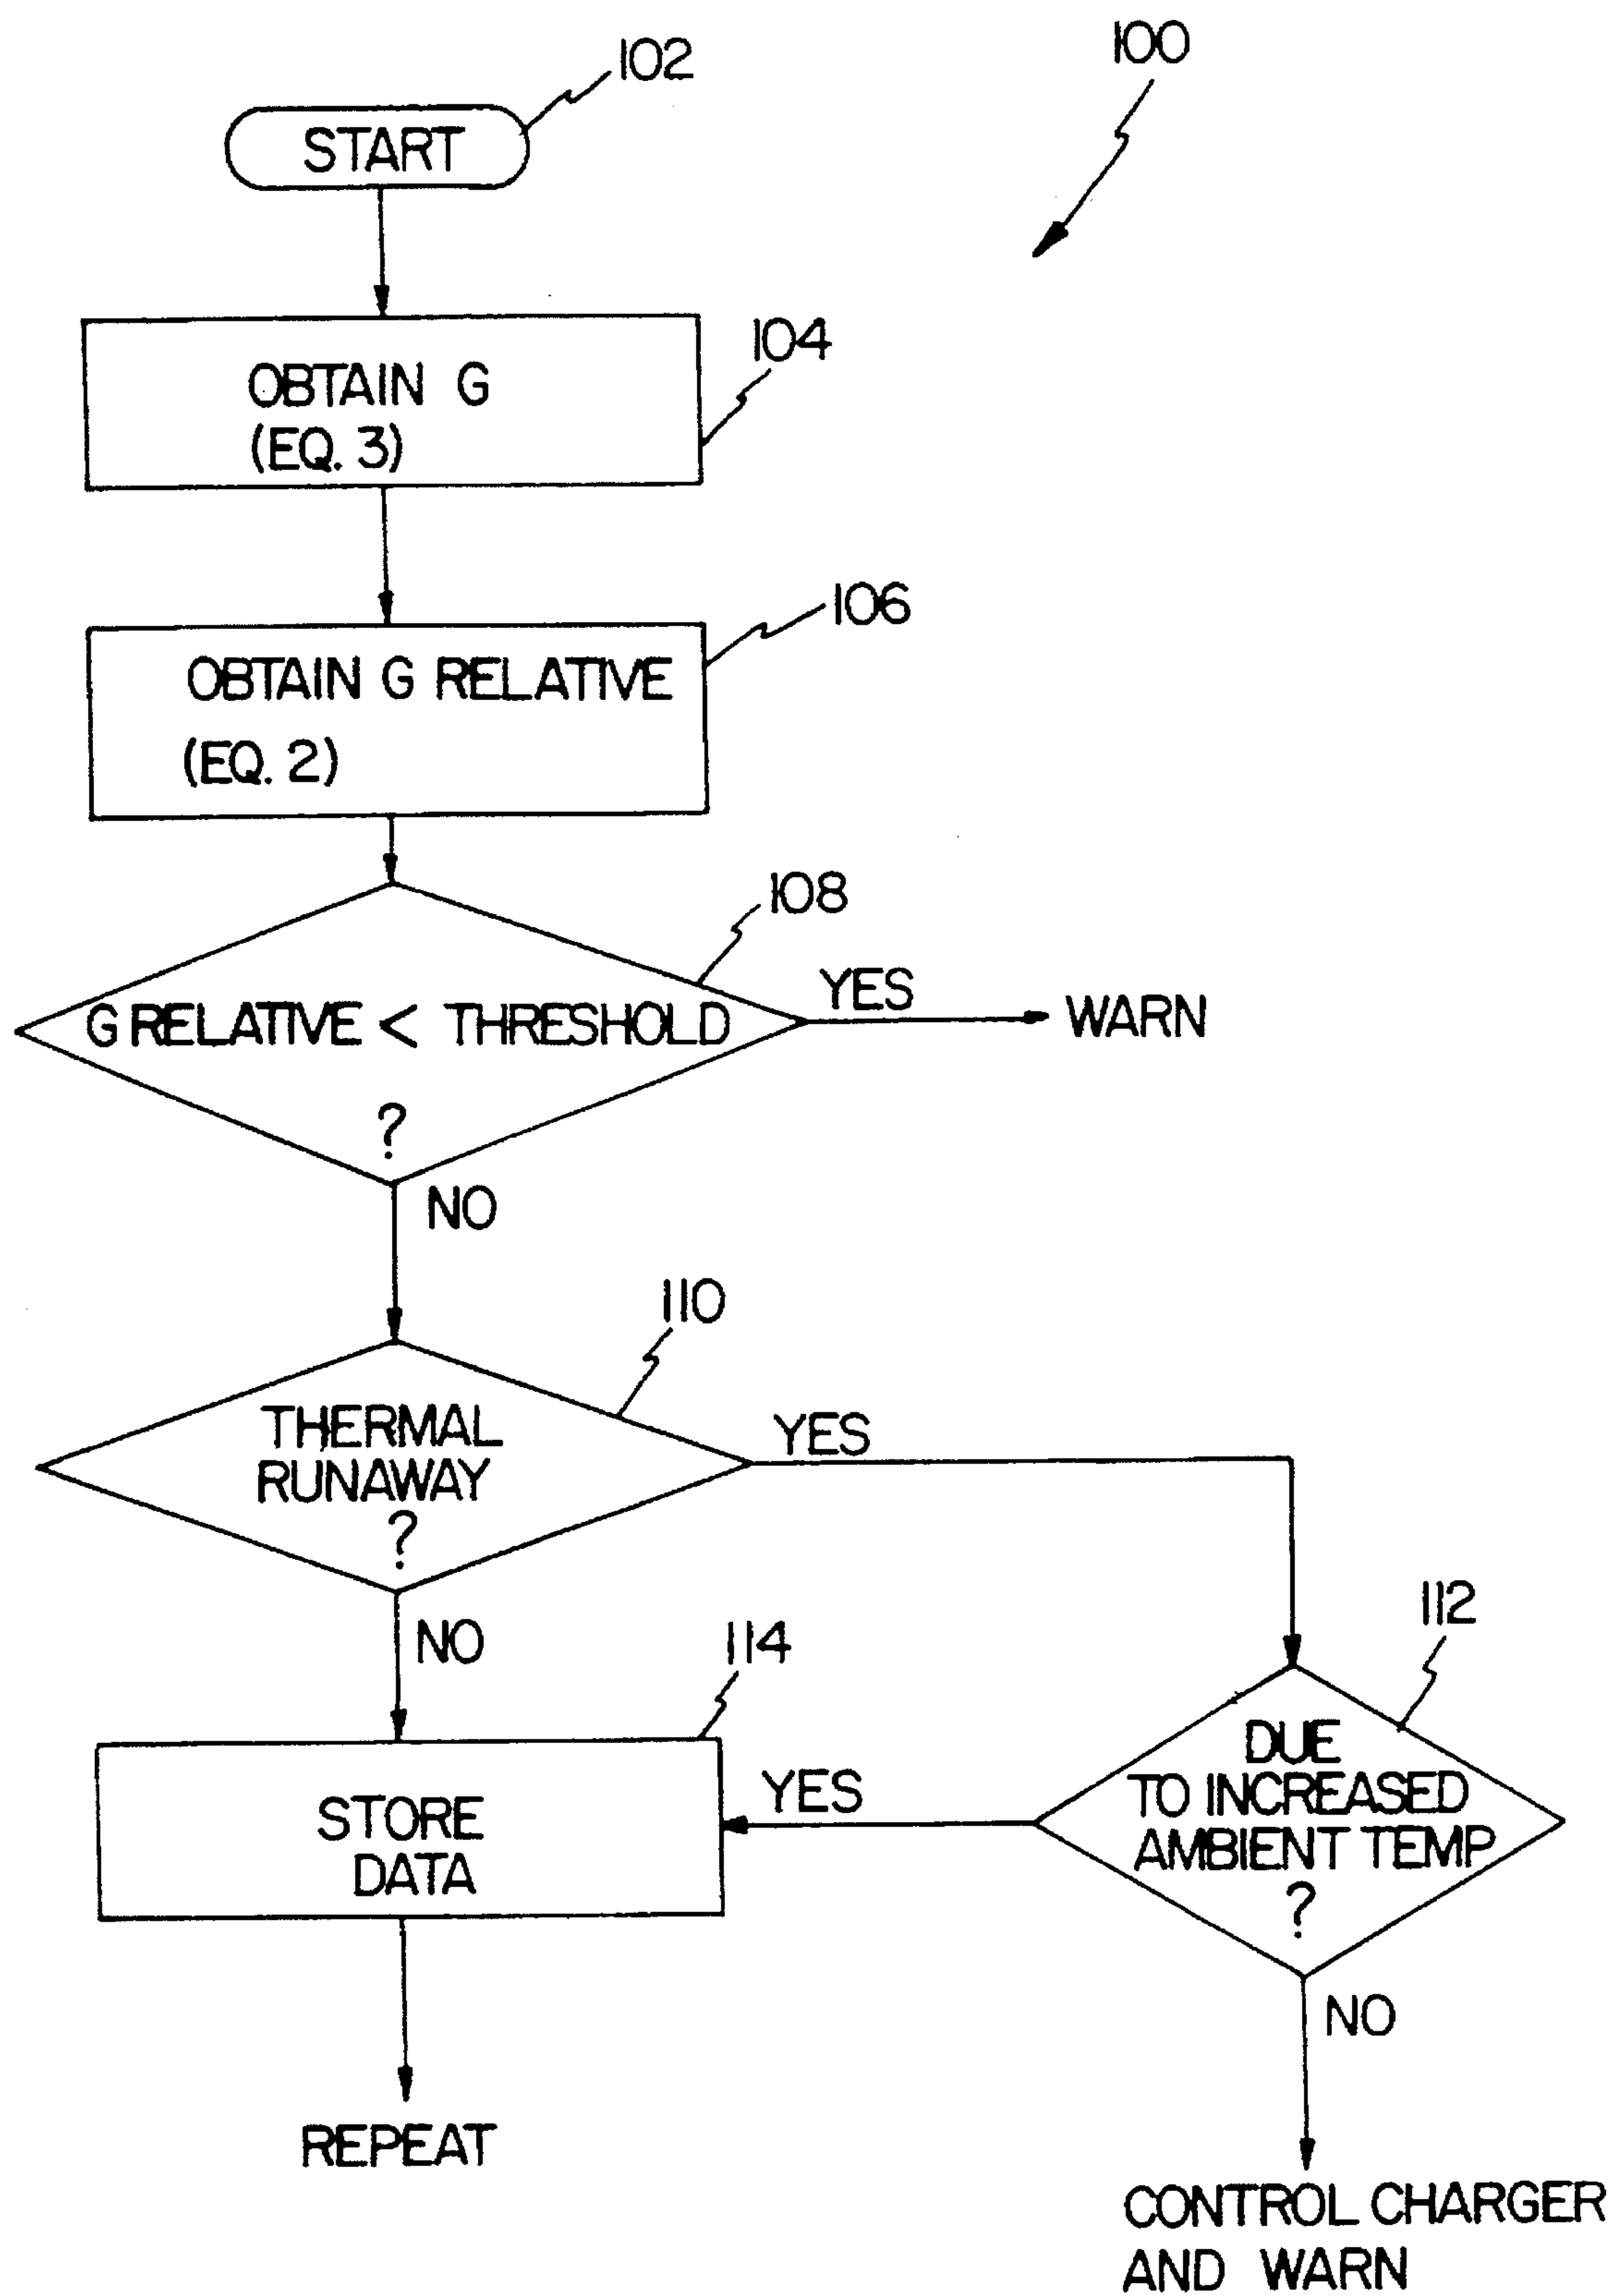 100
102
START
104
OBTAIN G
(EQ. 3)
106
OBTAIN G RELATIVE
(EQ. 2)
108
G RELATIVE < THRESHOLD
?
YES
WARN
NO
110
THERMAL
RUNAWAY
?
YES
NO
112
DUE
TO INCREASED
AMBIENT TEMP
?
YES
114
STORE
DATA
NO
REPEAT
CONTROL CHARGER
AND WARN